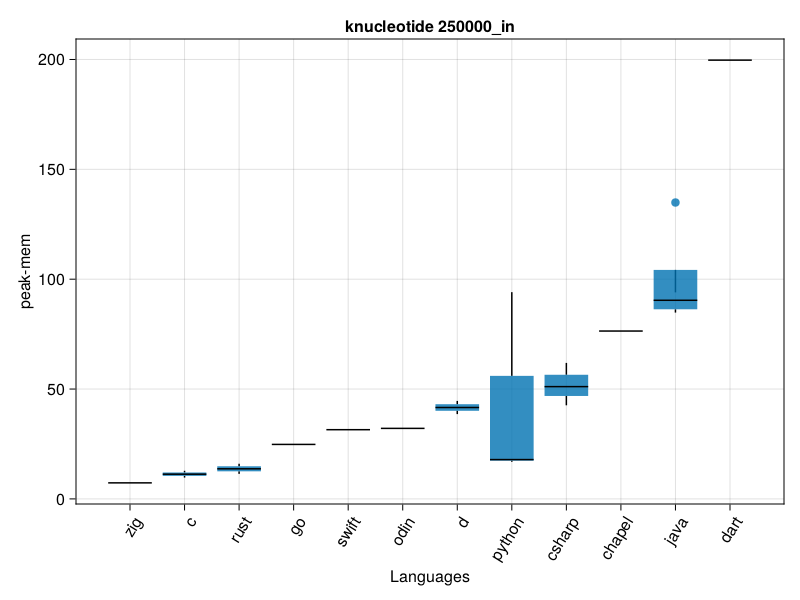 knucleotide 250000_in
200
150
100
50
0
peak-mem
zig
c
rust
go
swift
odin
d
python
csharp
chapel
java
dart
Languages